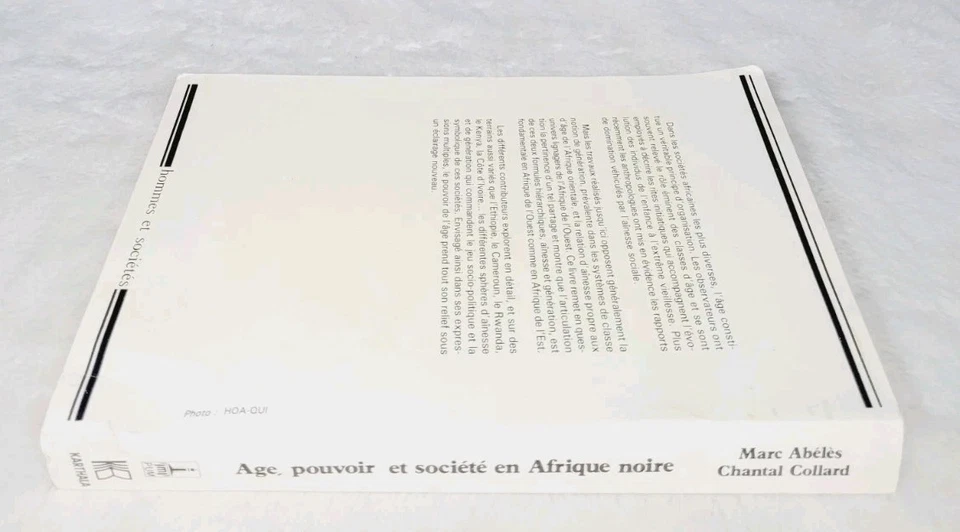 Dans les sociétés africaines les plus diverses, l'âge consti-
tue un véritable principe d'organisation. Les observateurs ont
souvent relevé le rôle éminent des classes d'âge et se sont
employés à décrire les rites initiatiques qui accompagnent l'évo-
lution des individus de l'enfance à l'extrême vieillesse. Plus
récemment les anthropologues ont mis en évidence les rapports
de domination véhiculés par l'aînesse sociale.
Mais les travaux réalisés jusqu'ici opposent généralement la
notion de génération, prévalente dans les systèmes de classe
d'âge de l'Afrique orientale, et la relation d'aînesse propre aux
univers lignagers de l'Afrique de l'Ouest. Ce livre remet en ques-
tion la pertinence d'un tel partage et montre que l'articulation
de ces deux formules hiérarchiques, aînesse et génération, est
fondamentale en Afrique de l'Ouest comme en Afrique de l'Est.
Les différents contributeurs explorent en détail, et sur des
terrains aussi variés que l'Ethiopie, le Cameroun, le Rwanda,
le Kenya, la Côte d'Ivoire... les différentes sphères d'aînesse
et de génération qui commandent le jeu socio-politique et la
symbolique de ces sociétés. Envisagé ainsi dans ses expres-
sions multiples, le pouvoir de l'âge prend tout son relief sous
un éclairage nouveau.
hommes et sociétés
Photo : HOA-QUI
Marc Abélès
Chantal Collard
Age, pouvoir et société en Afrique noire
KARTHALA